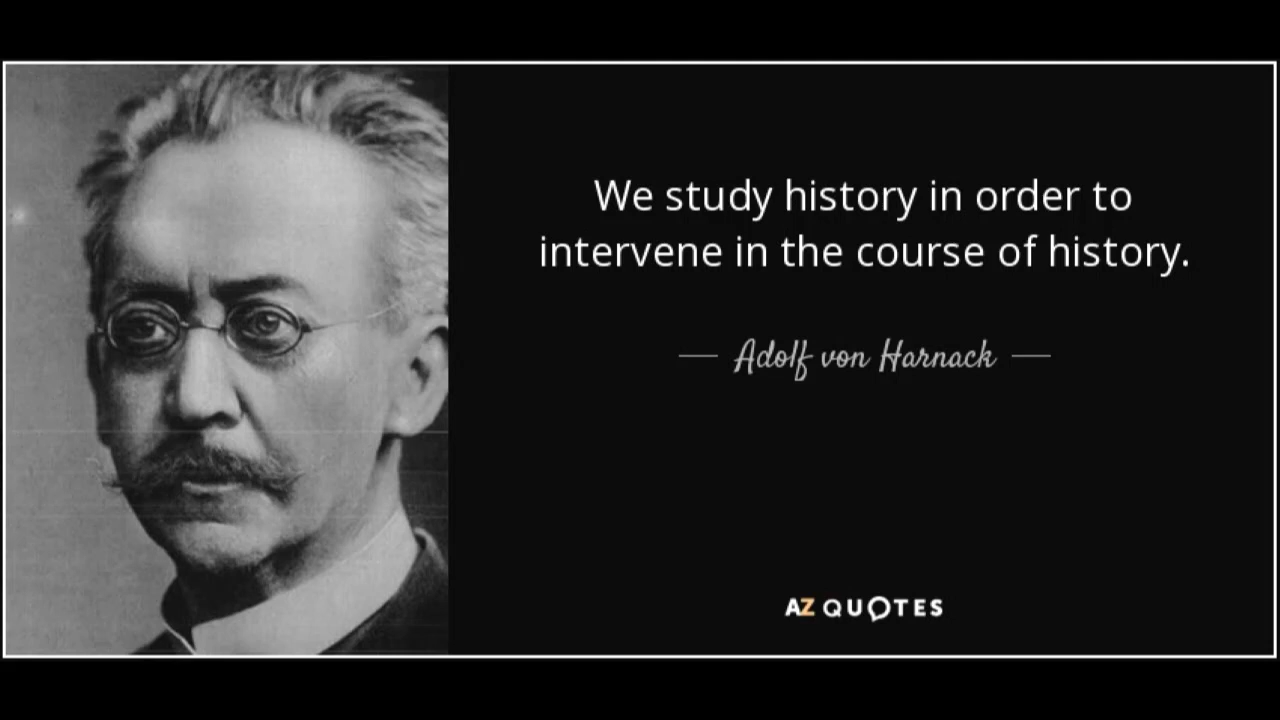 We study history in order to
intervene in the course of history.
Adolf von Harnack
AZ QUOTES